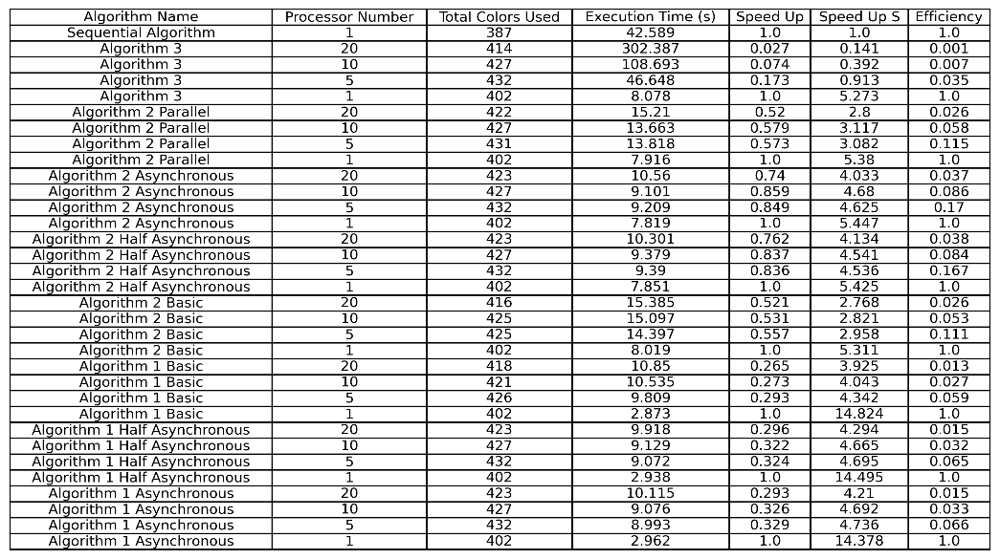 Algorithm Name Processor Number Total Colors Used Execution Time (s) Speed Up Speed Up S Efficiency
Sequential Algorithm 1 387 42.589 1.0 1.0 1.0
Algorithm 3 20 414 302.387 0.027 0.141 0.001
Algorithm 3 10 427 108.693 0.074 0.392 0.007
Algorithm 3 5 432 46.648 0.173 0.913 0.035
Algorithm 3 1 402 8.078 1.0 5.273 1.0
Algorithm 2 Parallel 20 422 15.21 0.52 2.8 0.026
Algorithm 2 Parallel 10 427 13.663 0.579 3.117 0.058
Algorithm 2 Parallel 5 431 13.818 0.573 3.082 0.115
Algorithm 2 Parallel 1 402 7.916 1.0 5.38 1.0
Algorithm 2 Asynchronous 20 423 10.56 0.74 4.033 0.037
Algorithm 2 Asynchronous 10 427 9.101 0.859 4.68 0.086
Algorithm 2 Asynchronous 5 432 9.209 0.849 4.625 0.17
Algorithm 2 Asynchronous 1 402 7.819 1.0 5.447 1.0
Algorithm 2 Half Asynchronous 20 423 10.301 0.762 4.134 0.038
Algorithm 2 Half Asynchronous 10 427 9.379 0.837 4.541 0.084
Algorithm 2 Half Asynchronous 5 432 9.39 0.836 4.536 0.167
Algorithm 2 Half Asynchronous 1 402 7.851 1.0 5.425 1.0
Algorithm 2 Basic 20 416 15.385 0.521 2.768 0.026
Algorithm 2 Basic 10 425 15.097 0.531 2.821 0.053
Algorithm 2 Basic 5 425 14.397 0.557 2.958 0.111
Algorithm 2 Basic 1 402 8.019 1.0 5.311 1.0
Algorithm 1 Basic 20 418 10.85 0.265 3.925 0.013
Algorithm 1 Basic 10 421 10.535 0.273 4.043 0.027
Algorithm 1 Basic 5 426 9.809 0.293 4.342 0.059
Algorithm 1 Basic 1 402 2.873 1.0 14.824 1.0
Algorithm 1 Half Asynchronous 20 423 9.918 0.296 4.294 0.015
Algorithm 1 Half Asynchronous 10 427 9.129 0.322 4.665 0.032
Algorithm 1 Half Asynchronous 5 432 9.072 0.324 4.695 0.065
Algorithm 1 Half Asynchronous 1 402 2.938 1.0 14.495 1.0
Algorithm 1 Asynchronous 20 423 10.115 0.293 4.21 0.015
Algorithm 1 Asynchronous 10 427 9.076 0.326 4.692 0.033
Algorithm 1 Asynchronous 5 432 8.993 0.329 4.736 0.066
Algorithm 1 Asynchronous 1 402 2.962 1.0 14.378 1.0